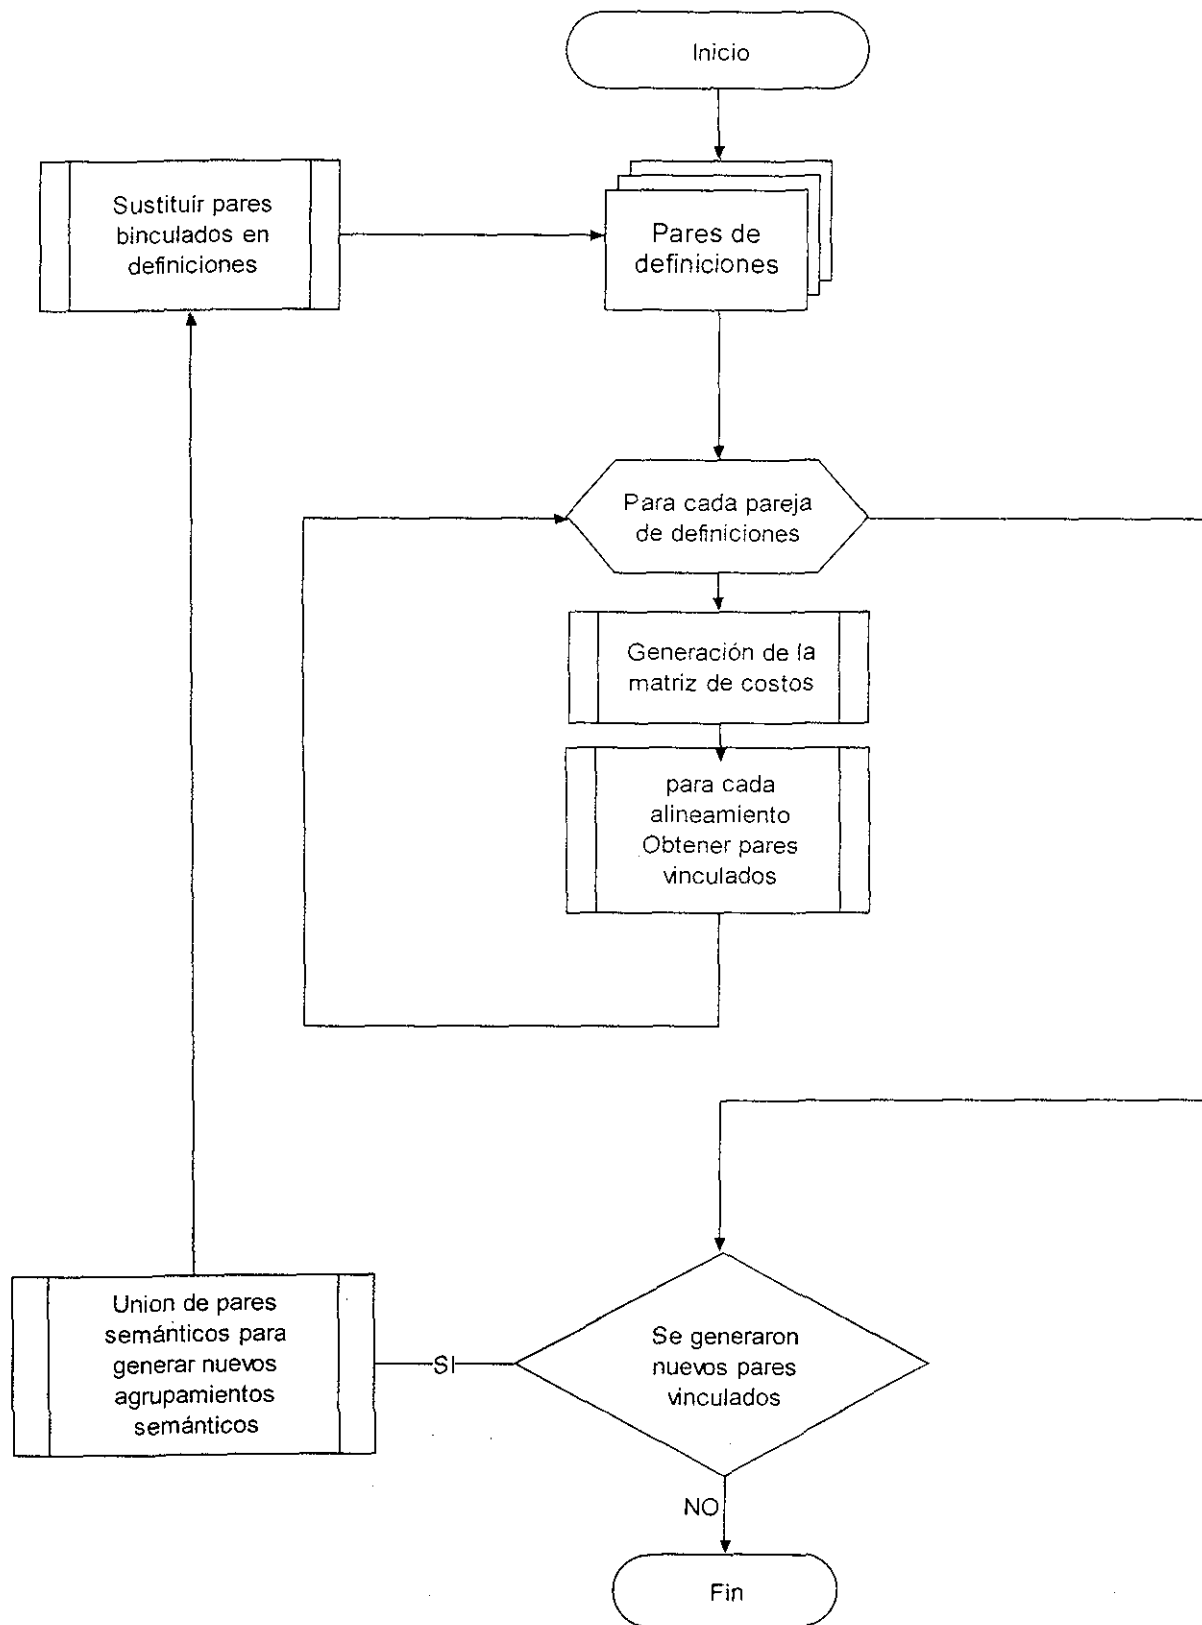 Inicio
Sustituír pares
binculados en
definiciones
Pares de
definiciones
Para cada pareja
de definiciones
Generación de la
matriz de costos
para cada
alineamiento
Obtener pares
vinculados
Union de pares
semánticos para
generar nuevos
agrupamientos
semánticos
SI
Se generaron
nuevos pares
vinculados
NO
Fin